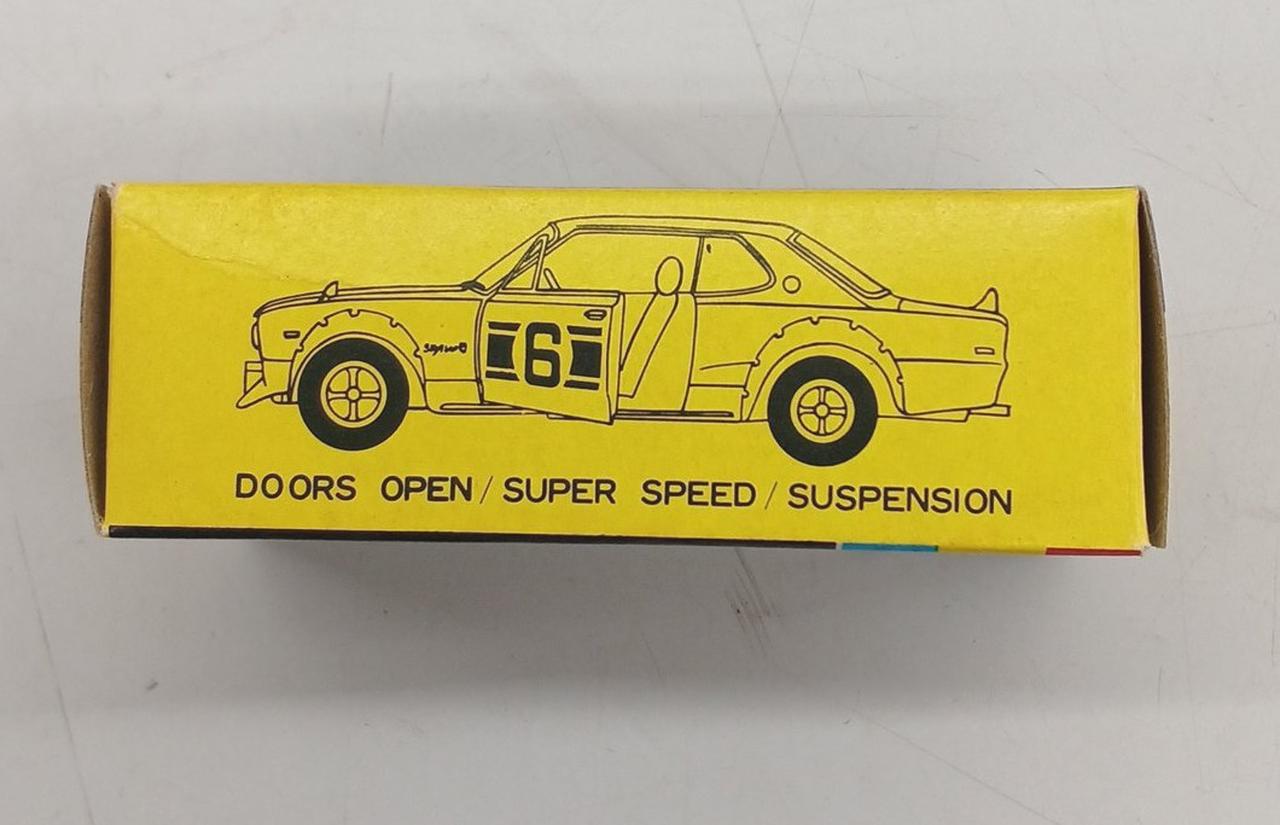 6
DOORS OPEN / SUPER SPEED / SUSPENSION